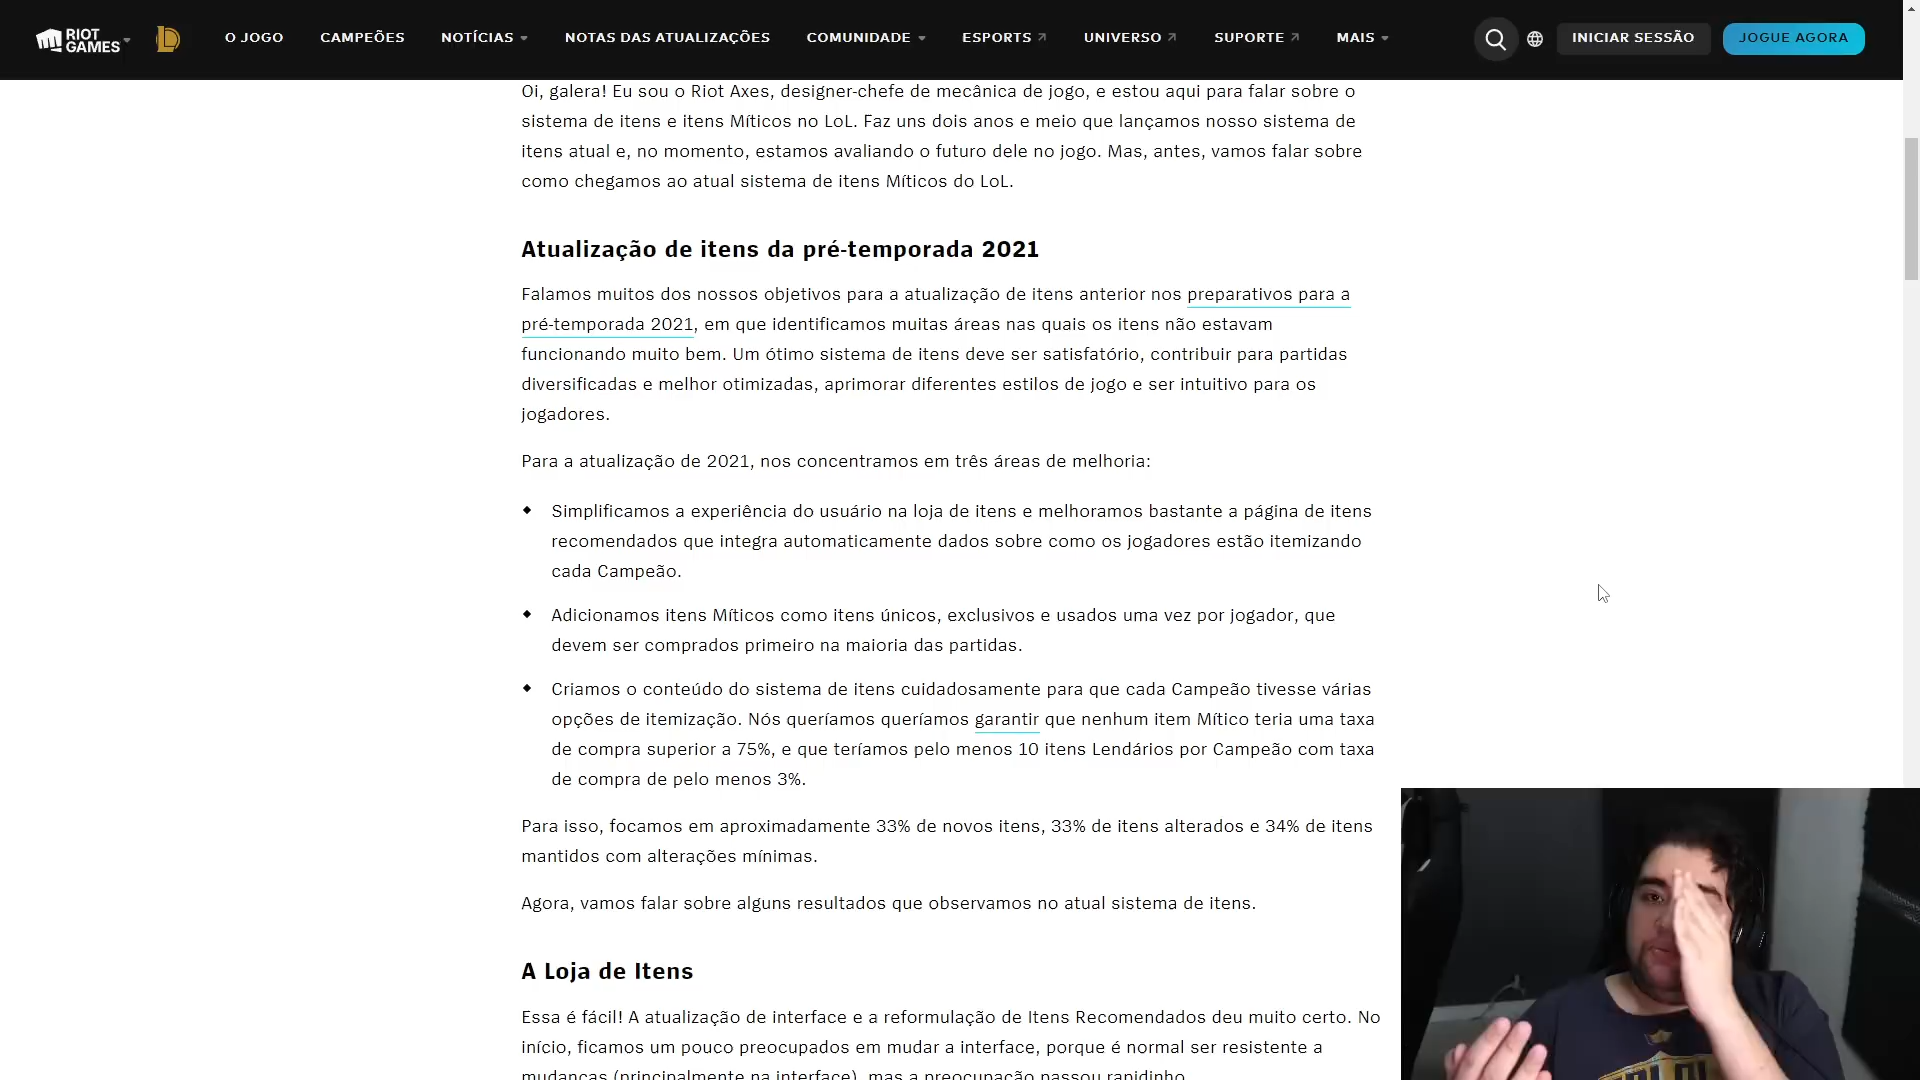 RIOT GAMES
O JOGO CAMPEÕES NOTÍCIAS NOTAS DAS ATUALIZAÇÕES COMUNIDADE ESPORTS UNIVERSO SUPORTE MAIS INICIAR SESSÃO JOGUE AGORA
Oi, galera! Eu sou o Riot Axes, designer-chefe de mecânica de jogo, e estou aqui para falar sobre o
sistema de itens e itens Míticos no LoL. Faz uns dois anos e meio que lançamos nosso sistema de
itens atual e, no momento, estamos avaliando o futuro dele no jogo. Mas, antes, vamos falar sobre
como chegamos ao atual sistema de itens Míticos do LoL.
Atualização de itens da pré-temporada 2021
Falamos muitos dos nossos objetivos para a atualização de itens anterior nos preparativos para a
pré-temporada 2021, em que identificamos muitas áreas nas quais os itens não estavam
funcionando muito bem. Um ótimo sistema de itens deve ser satisfatório, contribuir para partidas
diversificadas e melhor otimizadas, aprimorar diferentes estilos de jogo e ser intuitivo para os
jogadores.
Para a atualização de 2021, nos concentramos em três áreas de melhoria:
Simplificamos a experiência do usuário na loja de itens e melhoramos bastante a página de itens
recomendados que integra automaticamente dados sobre como os jogadores estão itemizando
cada Campeão.
Adicionamos itens Míticos como itens únicos, exclusivos e usados uma vez por jogador, que
devem ser comprados primeiro na maioria das partidas.
Criamos o conteúdo do sistema de itens cuidadosamente para que cada Campeão tivesse várias
opções de itemização. Nós queríamos queríamos garantir que nenhum item Mítico teria uma taxa
de compra superior a 75%, e que teríamos pelo menos 10 itens Lendários por Campeão com taxa
de compra de pelo menos 3%.
Para isso, focamos em aproximadamente 33% de novos itens, 33% de itens alterados e 34% de itens
mantidos com alterações mínimas.
Agora, vamos falar sobre alguns resultados que observamos no atual sistema de itens.
A Loja de Itens
Essa é fácil! A atualização de interface e a reformulação de Itens Recomendados deu muito certo. No
início, ficamos um pouco preocupados em mudar a interface, porque é normal ser resistente a
mudanças (principalmente na interface), mas a preocupação passou rapidinho.